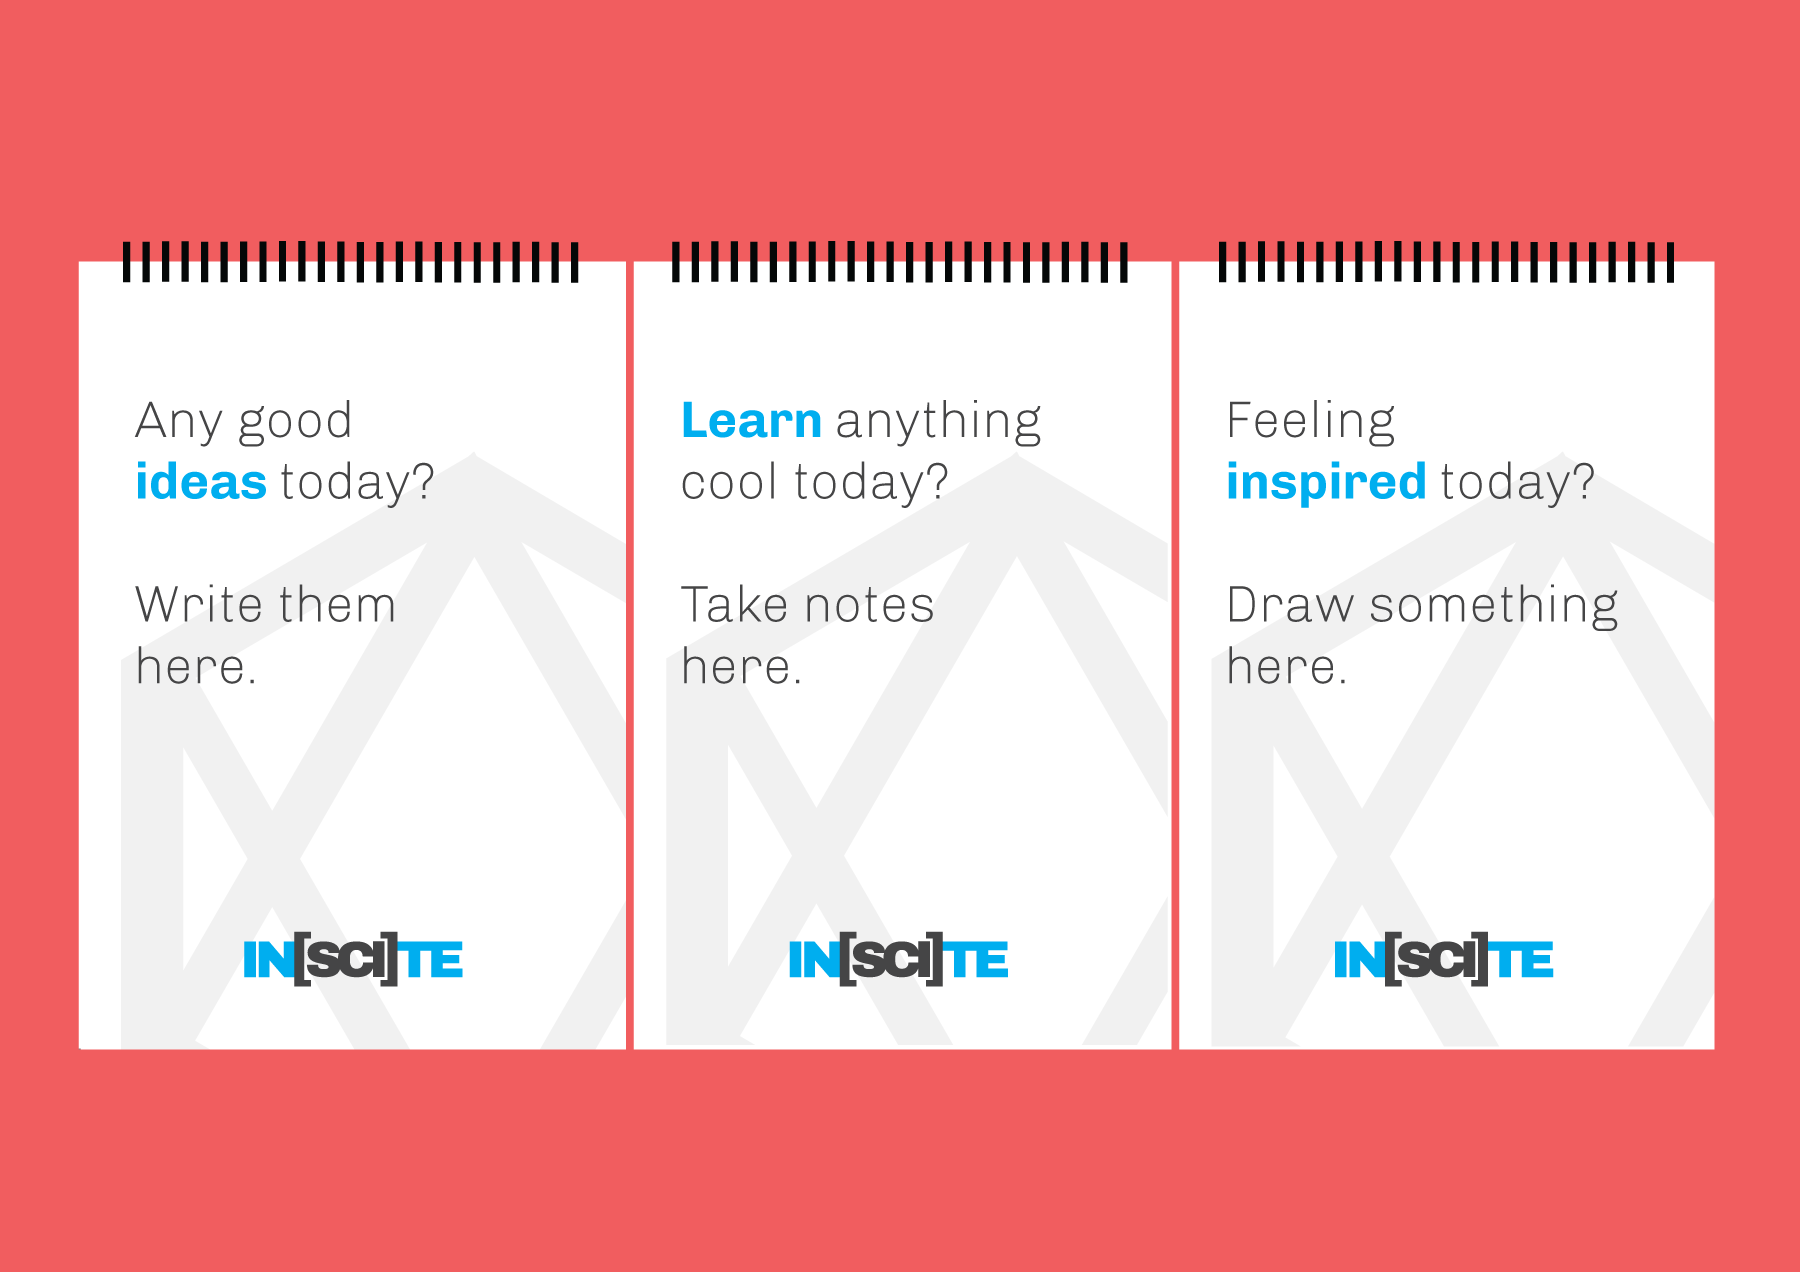 Any good
ideas today?
Write them
here.
IN[SCI]TE
Learn anything
cool today?
Take notes
here.
IN[SCI]TE
Feeling
inspired today?
Draw something
here.
IN[SCI]TE